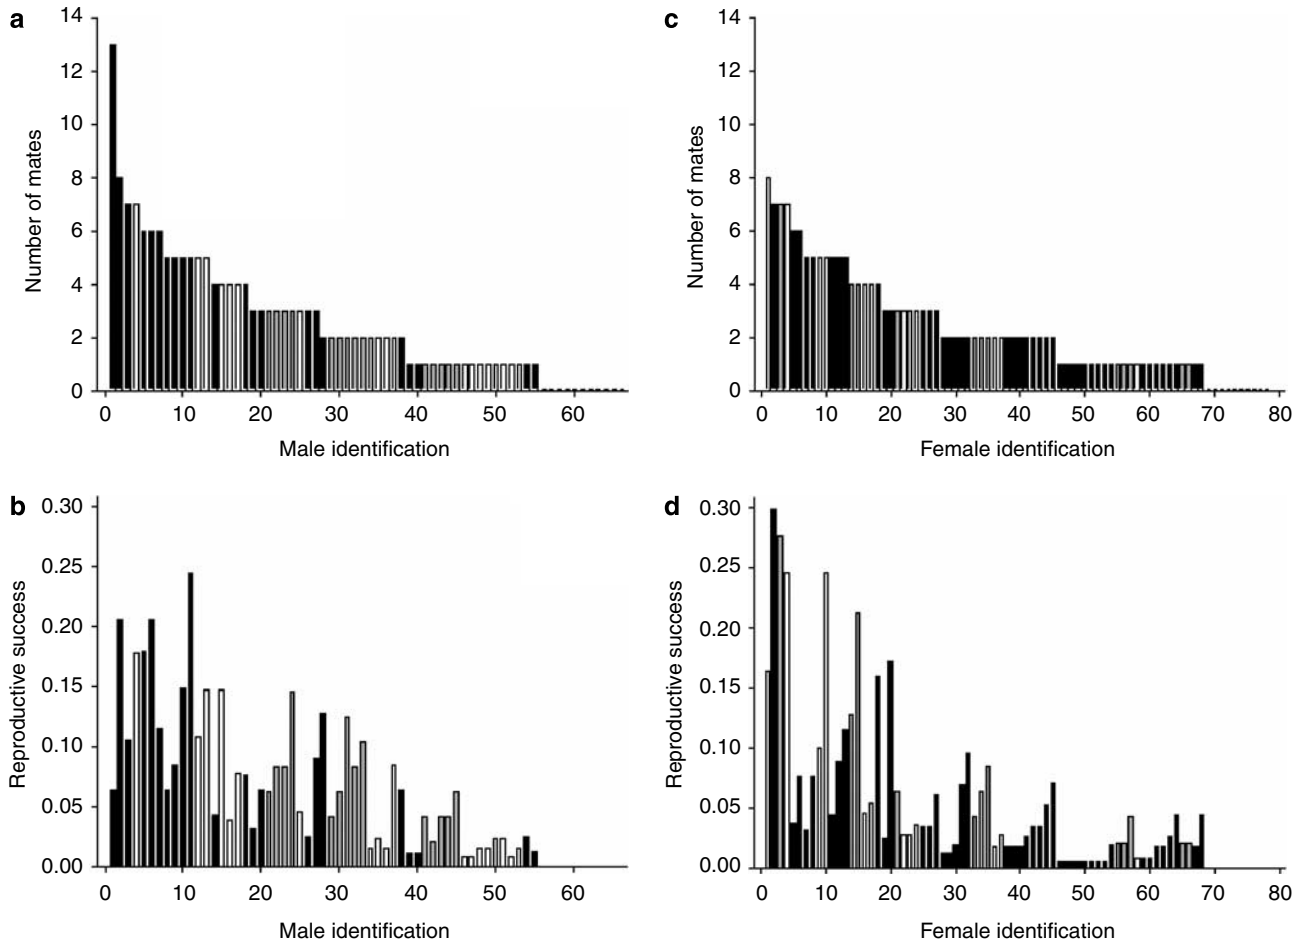 a
14
12
10
8
6
4
2
0
Number of mates
0 10 20 30 40 50 60
Male identification
c
14
12
10
8
6
4
2
0
Number of mates
0 10 20 30 40 50 60 70 80
Female identification
b
0.30
0.25
0.20
0.15
0.10
0.05
0.00
Reproductive success
0 10 20 30 40 50 60
Male identification
d
0.30
0.25
0.20
0.15
0.10
0.05
0.00
Reproductive success
0 10 20 30 40 50 60 70 80
Female identification